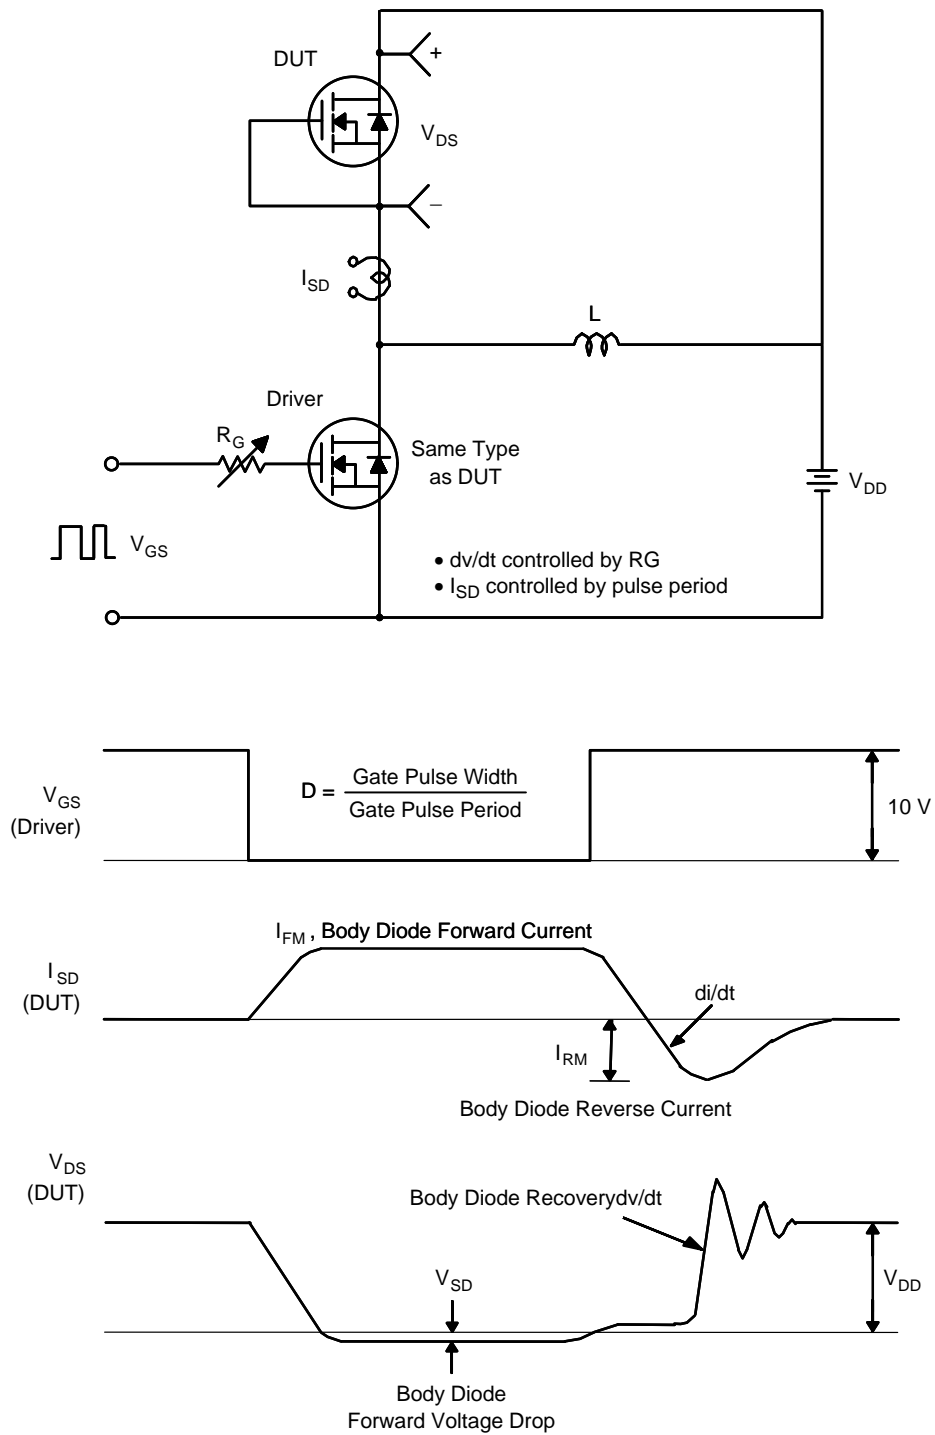 DUT
+
V_DS
–
I_SD
L
Driver
R_G
Same Type
as DUT
V_DD
V_GS
• dv/dt controlled by RG
• I_SD controlled by pulse period
V_GS
(Driver)
D = Gate Pulse Width
Gate Pulse Period
10 V
I_FM , Body Diode Forward Current
I_SD
(DUT)
di/dt
I_RM
Body Diode Reverse Current
V_DS
(DUT)
Body Diode Recoverydv/dt
V_SD
V_DD
Body Diode
Forward Voltage Drop